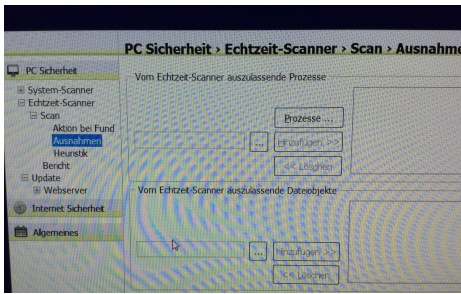 PC Sicherheit › Echtzeit-Scanner › Scan › Ausnahme
PC Sicherheit
System-Scanner
Echtzeit-Scanner
Scan
Aktion bei Fund
Ausnahmen
Heuristik
Bericht
Update
Webserver
Internet Sicherheit
Allgemeines
Vom Echtzeit-Scanner auszulassende Prozesse
Prozesse ...
...
Hinzufügen >>
<< Löschen
Vom Echtzeit-Scanner auszulassende Dateiobjekte
...
Hinzufügen >>
<< Löschen